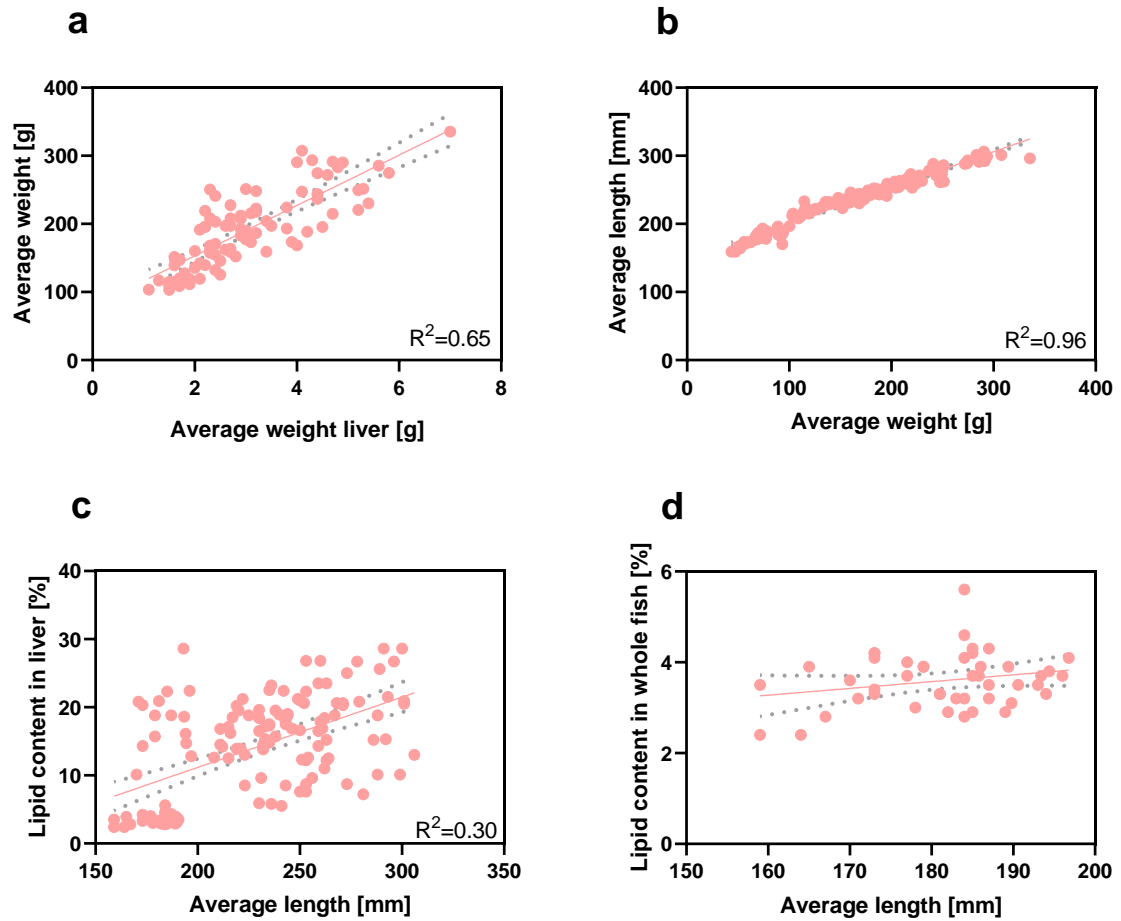 a
400
300
200
100
0
0 2 4 6 8
Average weight [g]
Average weight liver [g]
R²=0.65
b
400
300
200
100
0
0 100 200 300 400
Average length [mm]
Average weight [g]
R²=0.96
c
40
30
20
10
0
150 200 250 300 350
Lipid content in liver [%]
Average length [mm]
R²=0.30
d
6
4
2
0
150 160 170 180 190 200
Lipid content in whole fish [%]
Average length [mm]